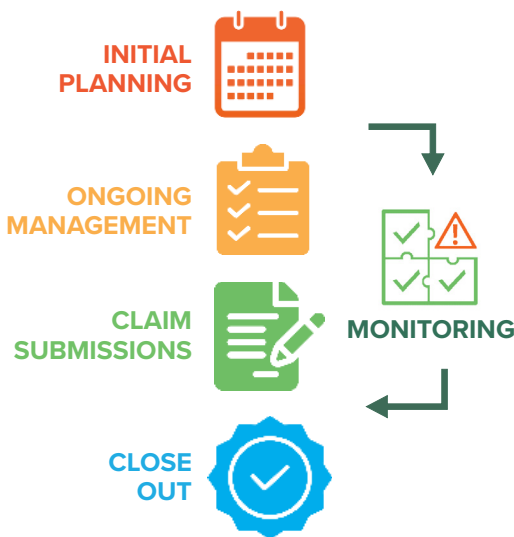 INITIAL
PLANNING
ONGOING
MANAGEMENT
CLAIM
SUBMISSIONS
MONITORING
CLOSE
OUT